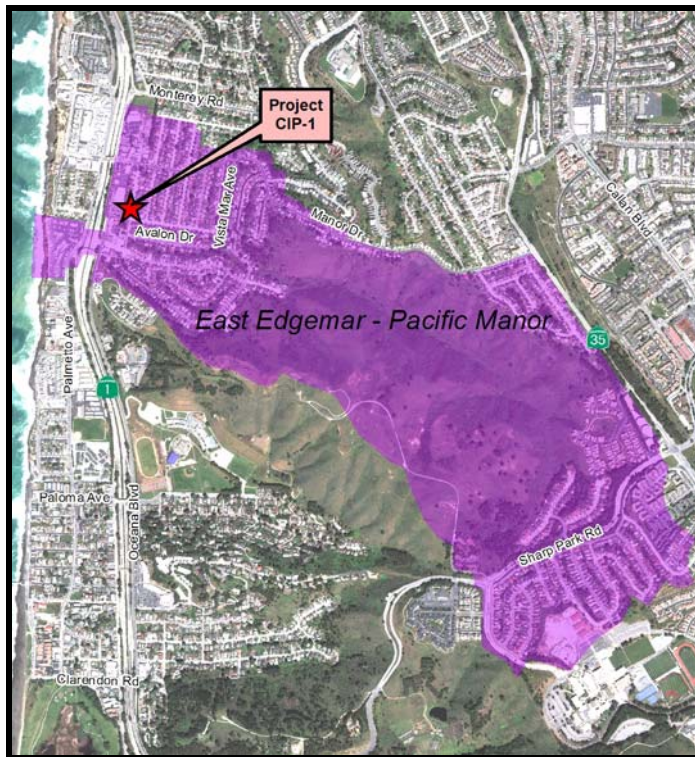 Monterey Rd
Project
CIP-1
Callan Blvd
Vista Mar Ave
Manor Dr
Avalon Dr
East Edgemar - Pacific Manor
35
Palmetto Ave
1
Paloma Ave
Oceana Blvd
Sharp Park Rd
Clarendon Rd